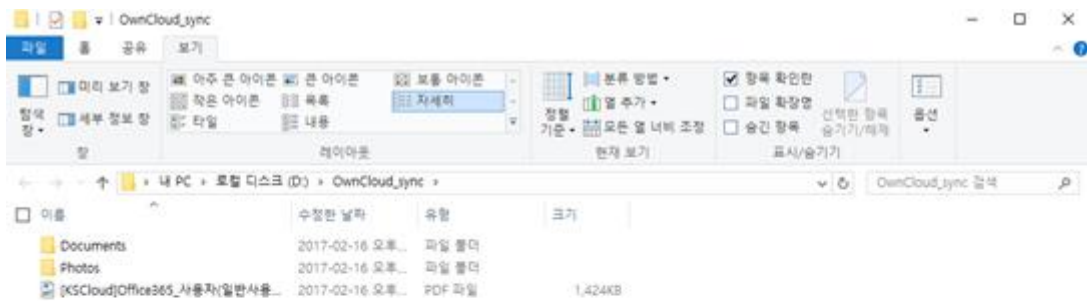 OwnCloud_sync
파일 홈 공유 보기
탐색 창 미리 보기 창 세부 정보 창
아주 큰 아이콘 큰 아이콘 보통 아이콘
작은 아이콘 목록 자세히
타일 내용
정렬 기준 분류 방법 열 추가 모든 열 너비 조정
항목 확인란 파일 확장명 숨긴 항목
선택한 항목 숨기기/해제
옵션
창 레이아웃 현재 보기 표시/숨기기
내 PC › 로컬 디스크 (D:) › OwnCloud_sync › OwnCloud_sync 검색
이름 수정한 날짜 유형 크기
Documents 2017-02-16 오후... 파일 폴더
Photos 2017-02-16 오후... 파일 폴더
[KSCloud]Office365_사용자(일반사용... 2017-02-16 오후... PDF 파일 1,424KB